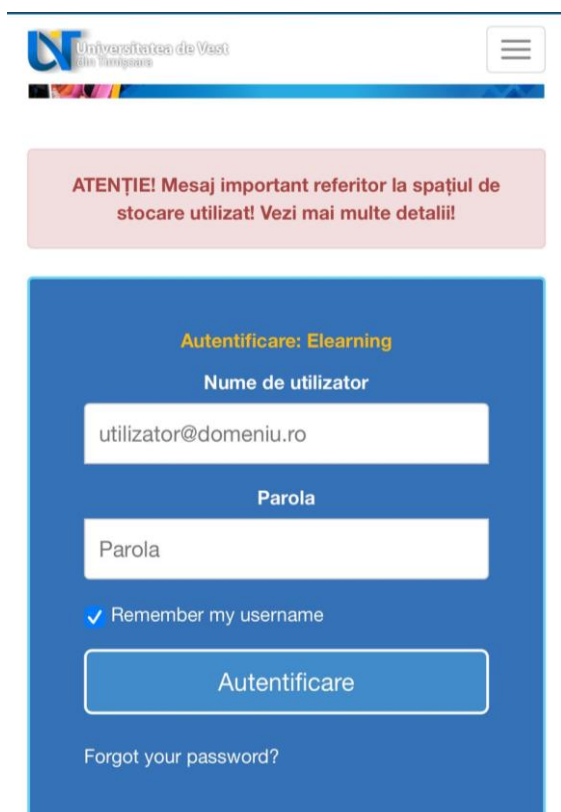 Universitatea de Vest
din Timișoara
ATENȚIE! Mesaj important referitor la spațiul de
stocare utilizat! Vezi mai multe detalii!
Autentificare: Elearning
Nume de utilizator
utilizator@domeniu.ro
Parola
Parola
Remember my username
Autentificare
Forgot your password?